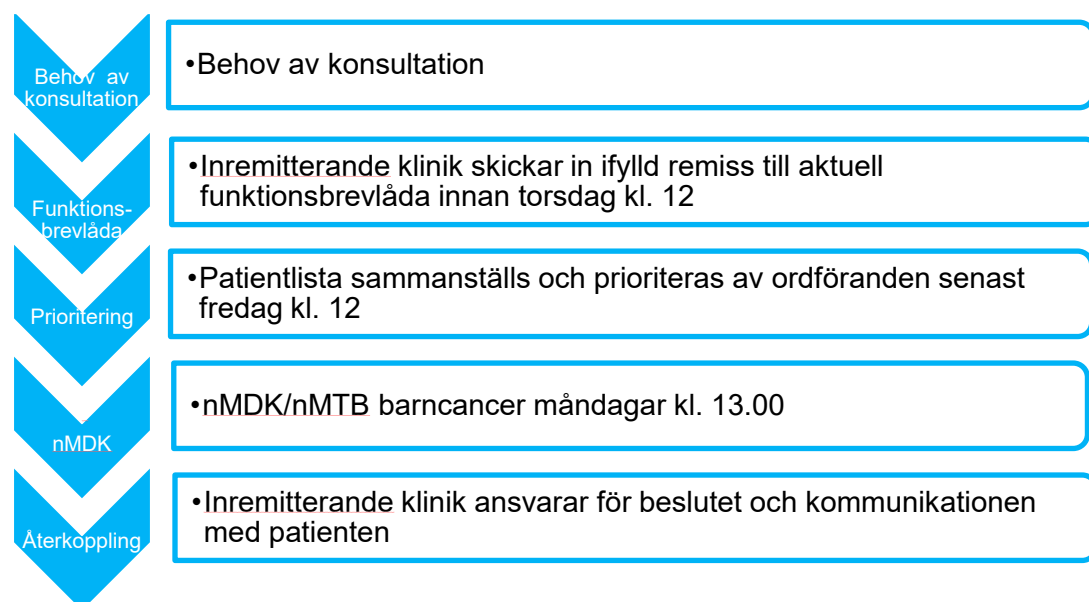 Behov av
konsultation
•Behov av konsultation
Funktions-
brevlåda
•Inremitterande klinik skickar in ifylld remiss till aktuell
funktionsbrevlåda innan torsdag kl. 12
Prioritering
•Patientlista sammanställs och prioriteras av ordföranden senast
fredag kl. 12
nMDK
•nMDK/nMTB barncancer måndagar kl. 13.00
Återkoppling
•Inremitterande klinik ansvarar för beslutet och kommunikationen
med patienten